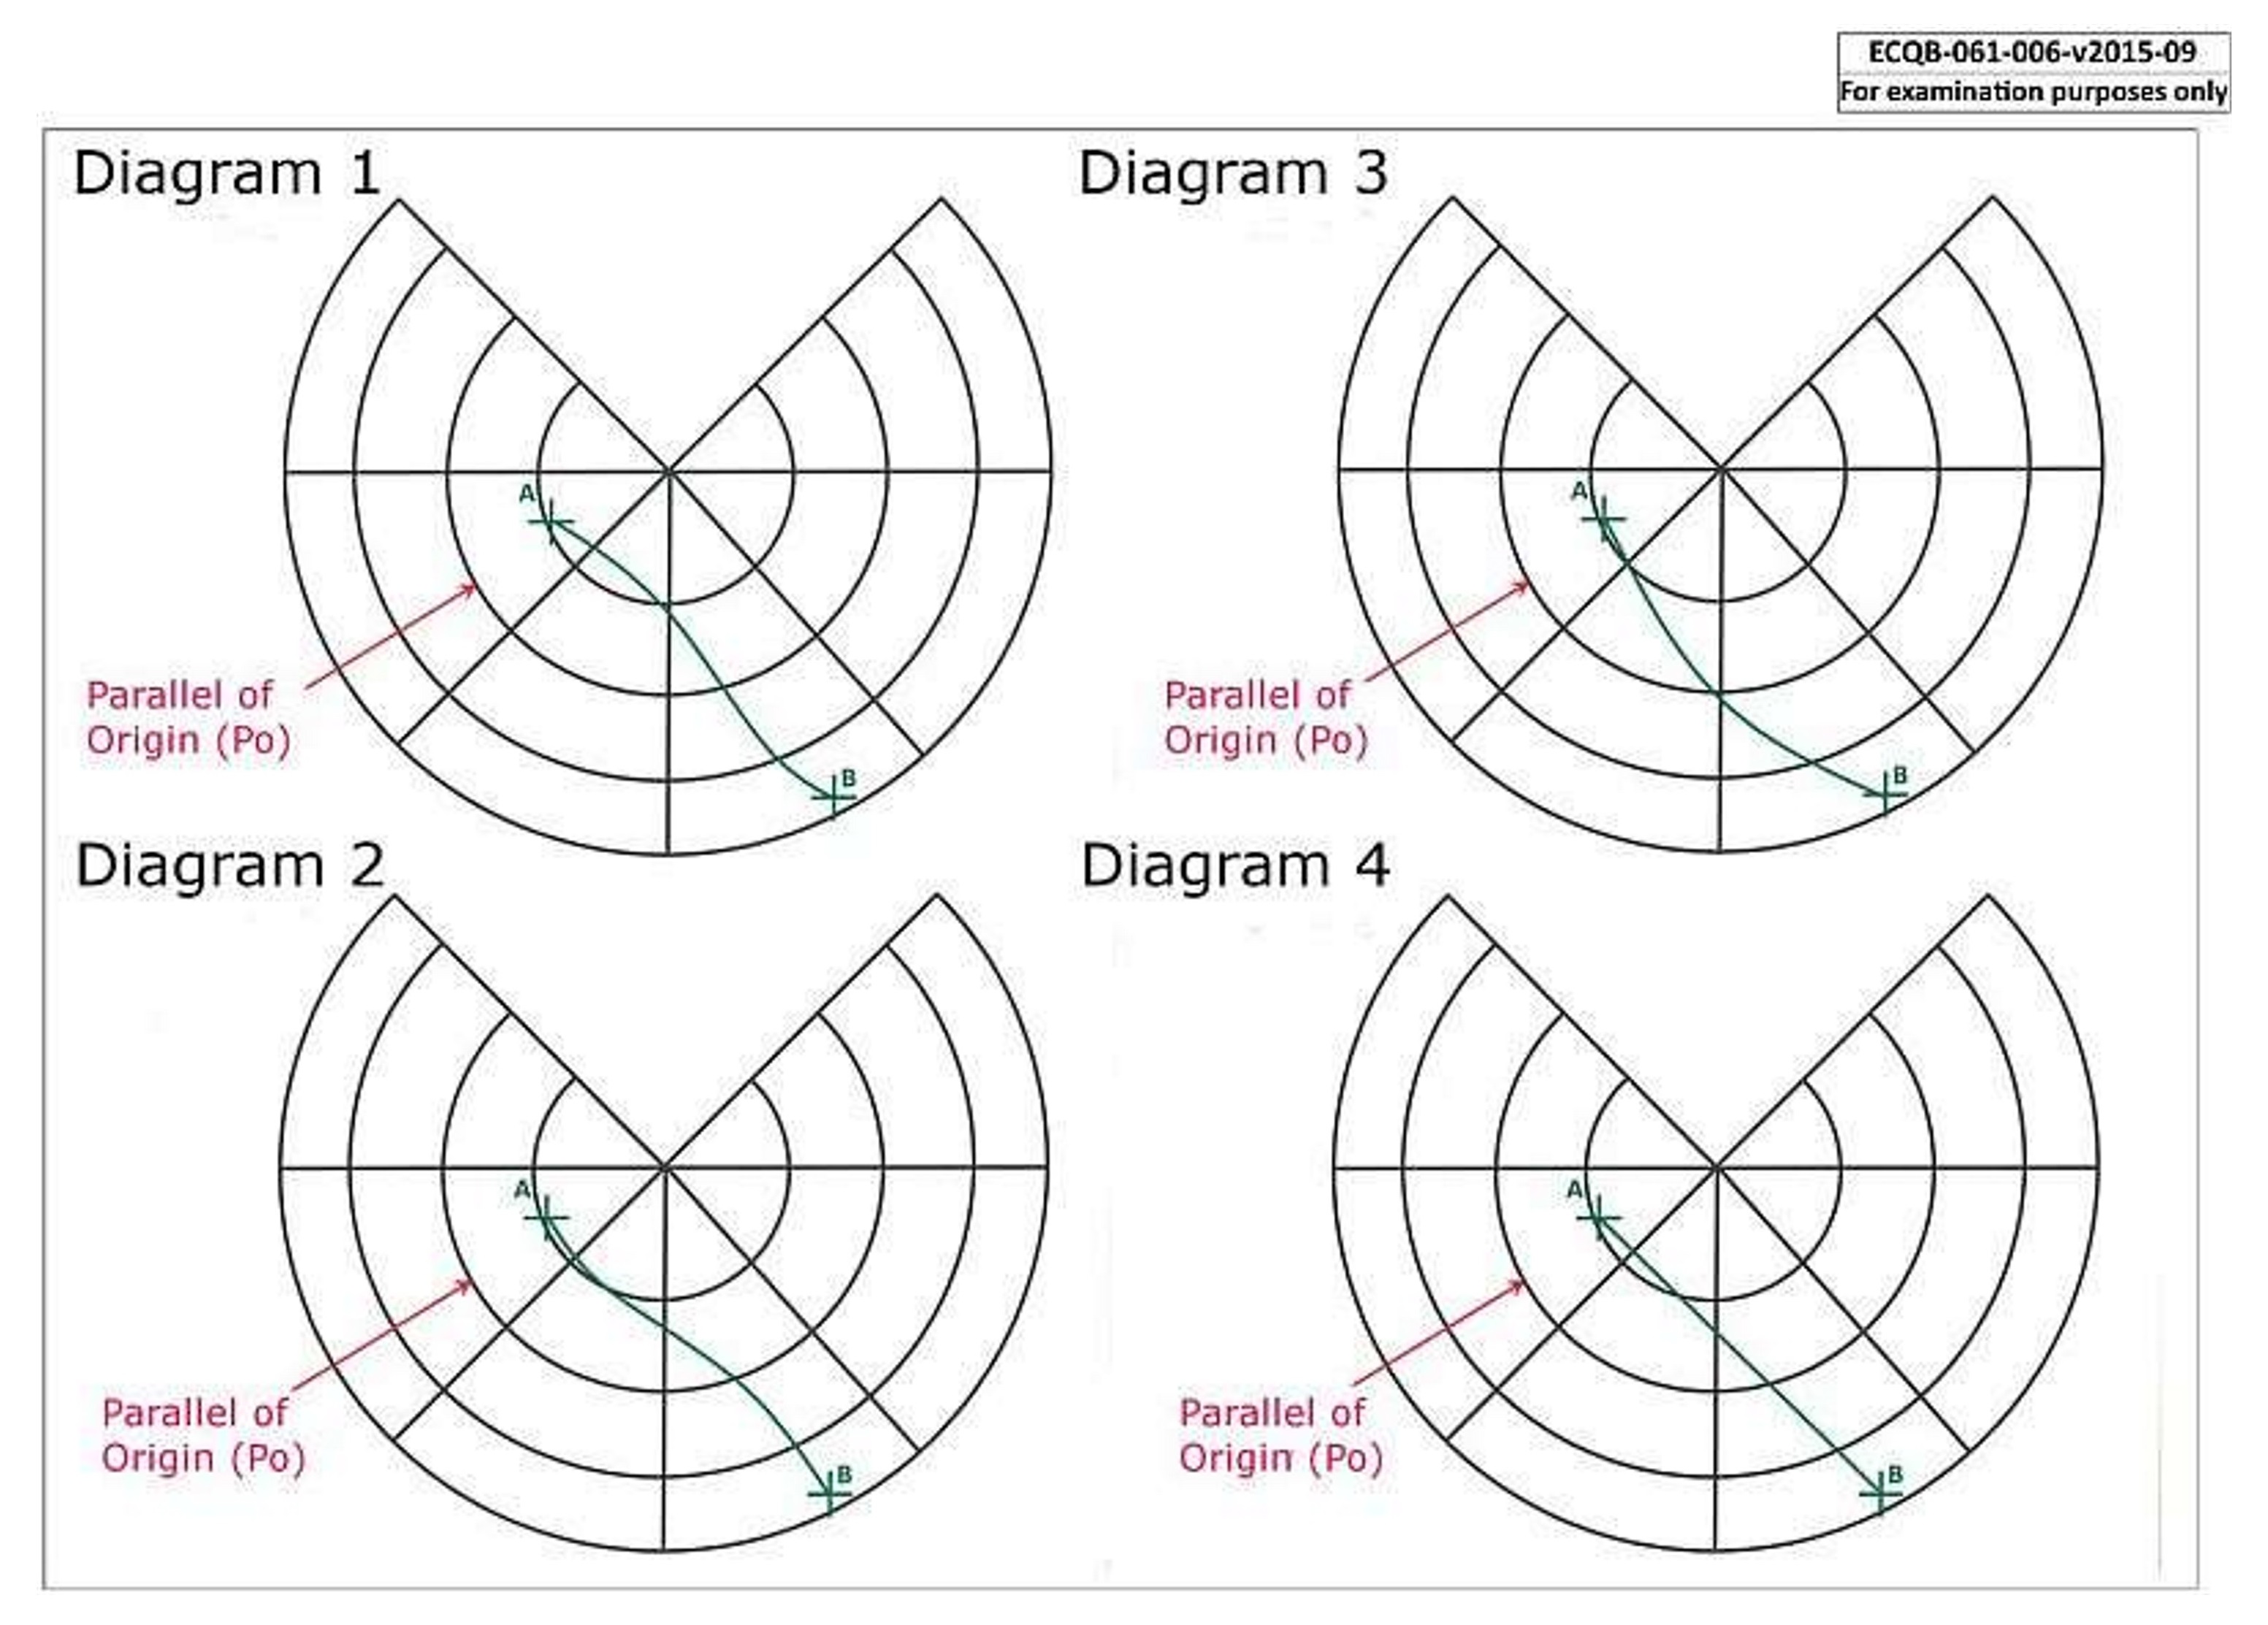 ECQB-061-006-v2015-09
For examination purposes only
Diagram 1
A
B
Parallel of
Origin (Po)
Diagram 3
A
B
Parallel of
Origin (Po)
Diagram 2
A
B
Parallel of
Origin (Po)
Diagram 4
A
B
Parallel of
Origin (Po)